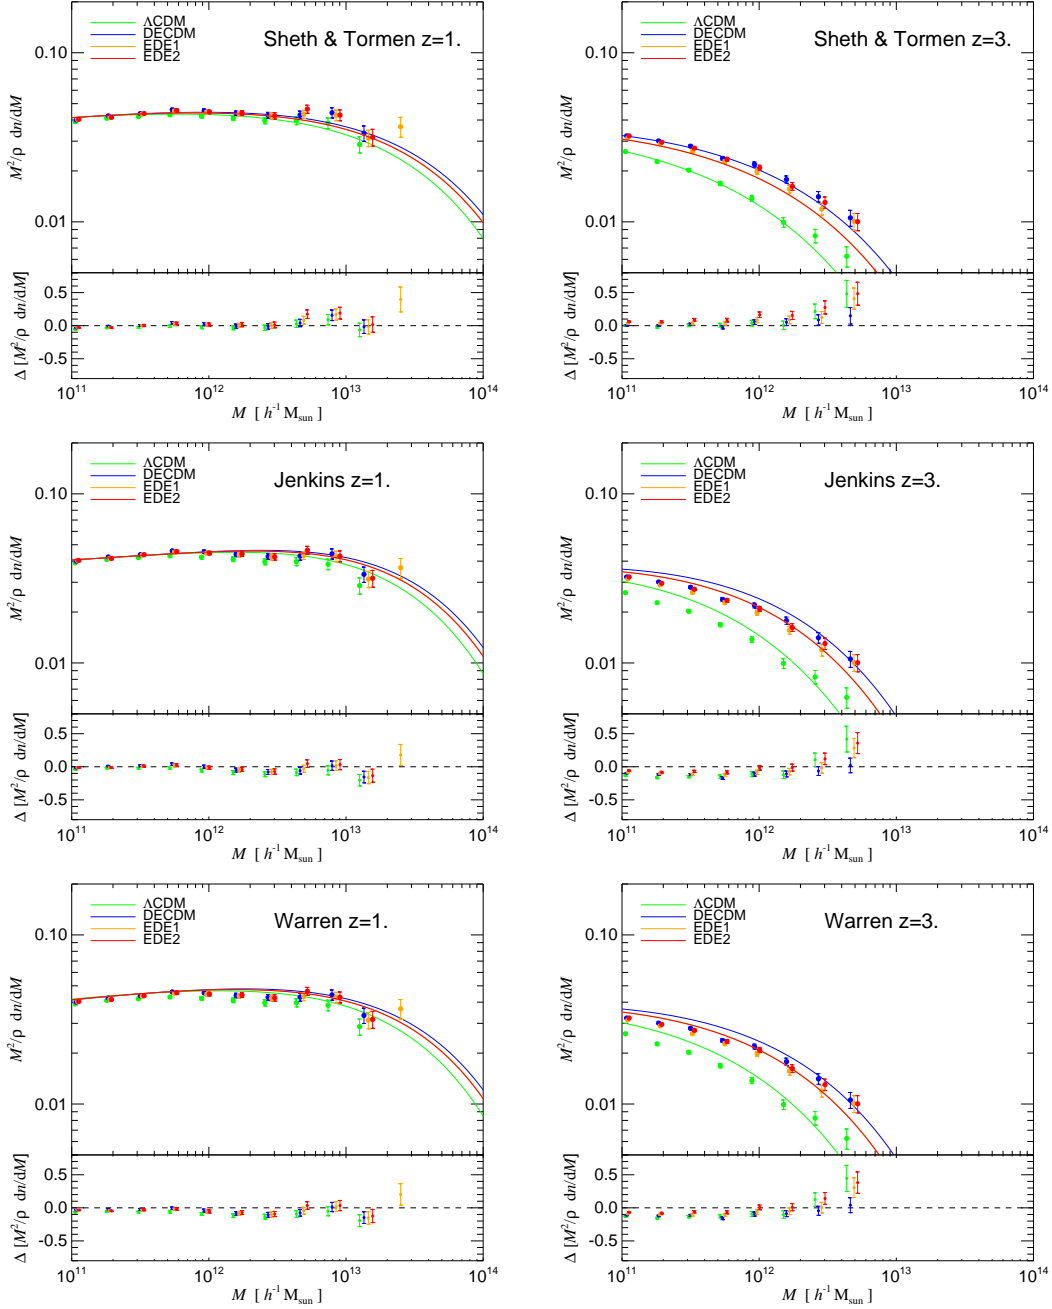 ΛCDM
DECDM
EDE1
EDE2
Sheth & Tormen z=1.
0.10
0.01
M²/ρ dn/dM
0.5
0.0
-0.5
Δ [M²/ρ dn/dM]
10¹¹ 10¹² 10¹³ 10¹⁴
M [ h⁻¹ M_sun ]
ΛCDM
DECDM
EDE1
EDE2
Sheth & Tormen z=3.
0.10
0.01
M²/ρ dn/dM
0.5
0.0
-0.5
Δ [M²/ρ dn/dM]
10¹¹ 10¹² 10¹³ 10¹⁴
M [ h⁻¹ M_sun ]
ΛCDM
DECDM
EDE1
EDE2
Jenkins z=1.
0.10
0.01
M²/ρ dn/dM
0.5
0.0
-0.5
Δ [M²/ρ dn/dM]
10¹¹ 10¹² 10¹³ 10¹⁴
M [ h⁻¹ M_sun ]
ΛCDM
DECDM
EDE1
EDE2
Jenkins z=3.
0.10
0.01
M²/ρ dn/dM
0.5
0.0
-0.5
Δ [M²/ρ dn/dM]
10¹¹ 10¹² 10¹³ 10¹⁴
M [ h⁻¹ M_sun ]
ΛCDM
DECDM
EDE1
EDE2
Warren z=1.
0.10
0.01
M²/ρ dn/dM
0.5
0.0
-0.5
Δ [M²/ρ dn/dM]
10¹¹ 10¹² 10¹³ 10¹⁴
M [ h⁻¹ M_sun ]
ΛCDM
DECDM
EDE1
EDE2
Warren z=3.
0.10
0.01
M²/ρ dn/dM
0.5
0.0
-0.5
Δ [M²/ρ dn/dM]
10¹¹ 10¹² 10¹³ 10¹⁴
M [ h⁻¹ M_sun ]